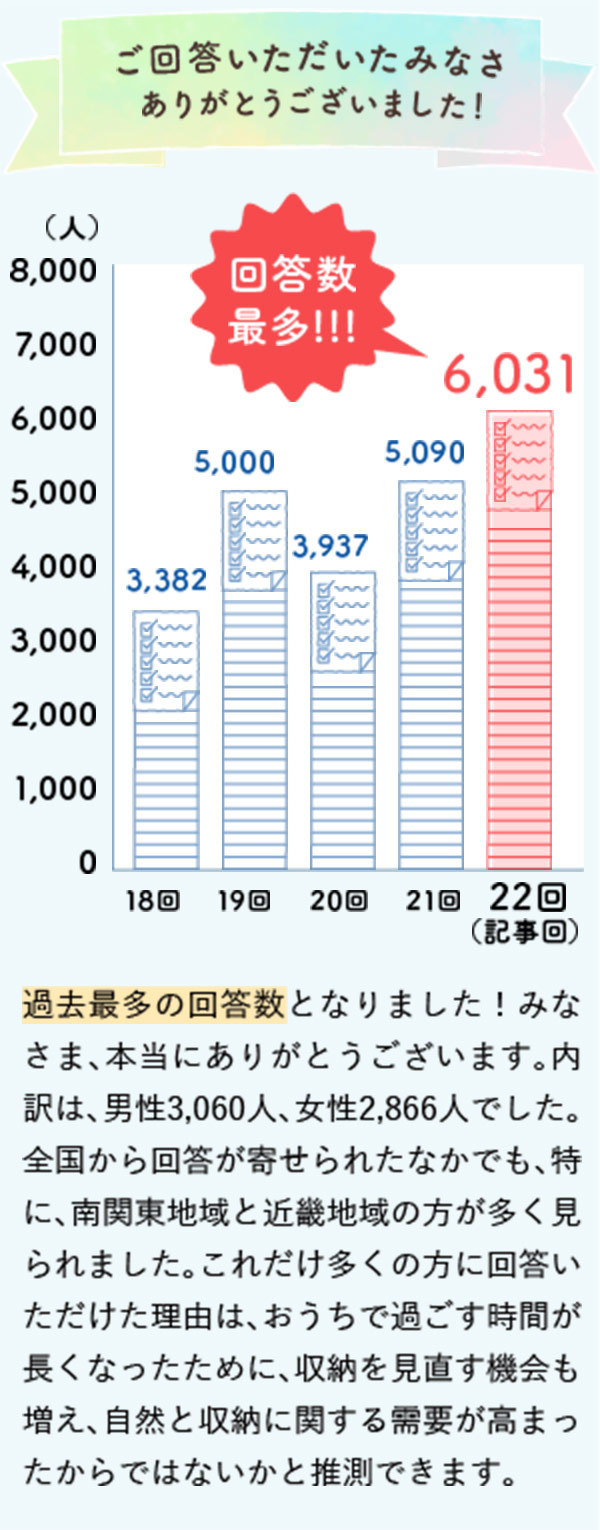 ご回答いただいたみなさ
ありがとうございました！
（人）
8,000
7,000
6,000
5,000
4,000
3,000
2,000
1,000
0
回答数
最多!!!
3,382
5,000
3,937
5,090
6,031
18回
19回
20回
21回
22回
（記事回）
過去最多の回答数となりました！みな
さま、本当にありがとうございます。内
訳は、男性3,060人、女性2,866人でした。
全国から回答が寄せられたなかでも、特
に、南関東地域と近畿地域の方が多く見
られました。これだけ多くの方に回答い
ただけた理由は、おうちで過ごす時間が
長くなったために、収納を見直す機会も
増え、自然と収納に関する需要が高まっ
たからではないかと推測できます。